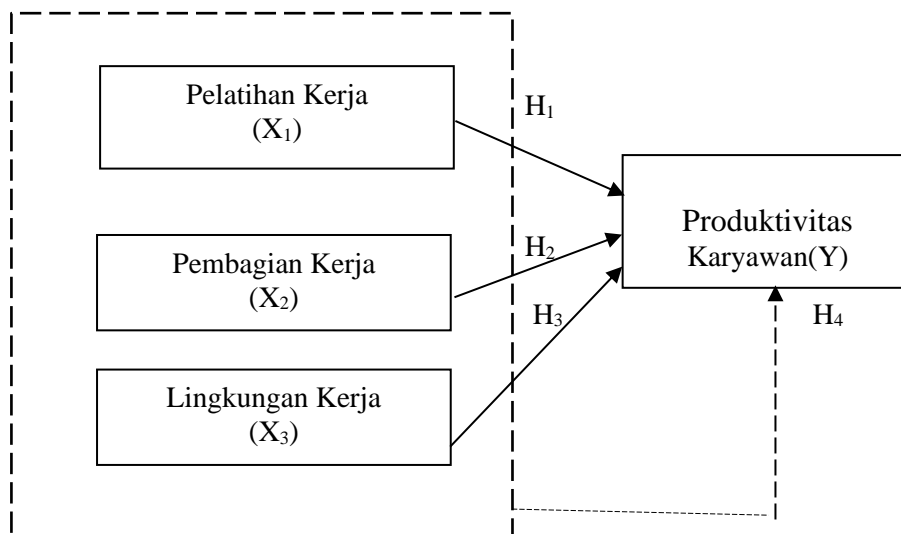 Pelatihan Kerja
(X₁)
H₁
Produktivitas
Karyawan(Y)
Pembagian Kerja
(X₂)
H₂
H₃
H₄
Lingkungan Kerja
(X₃)